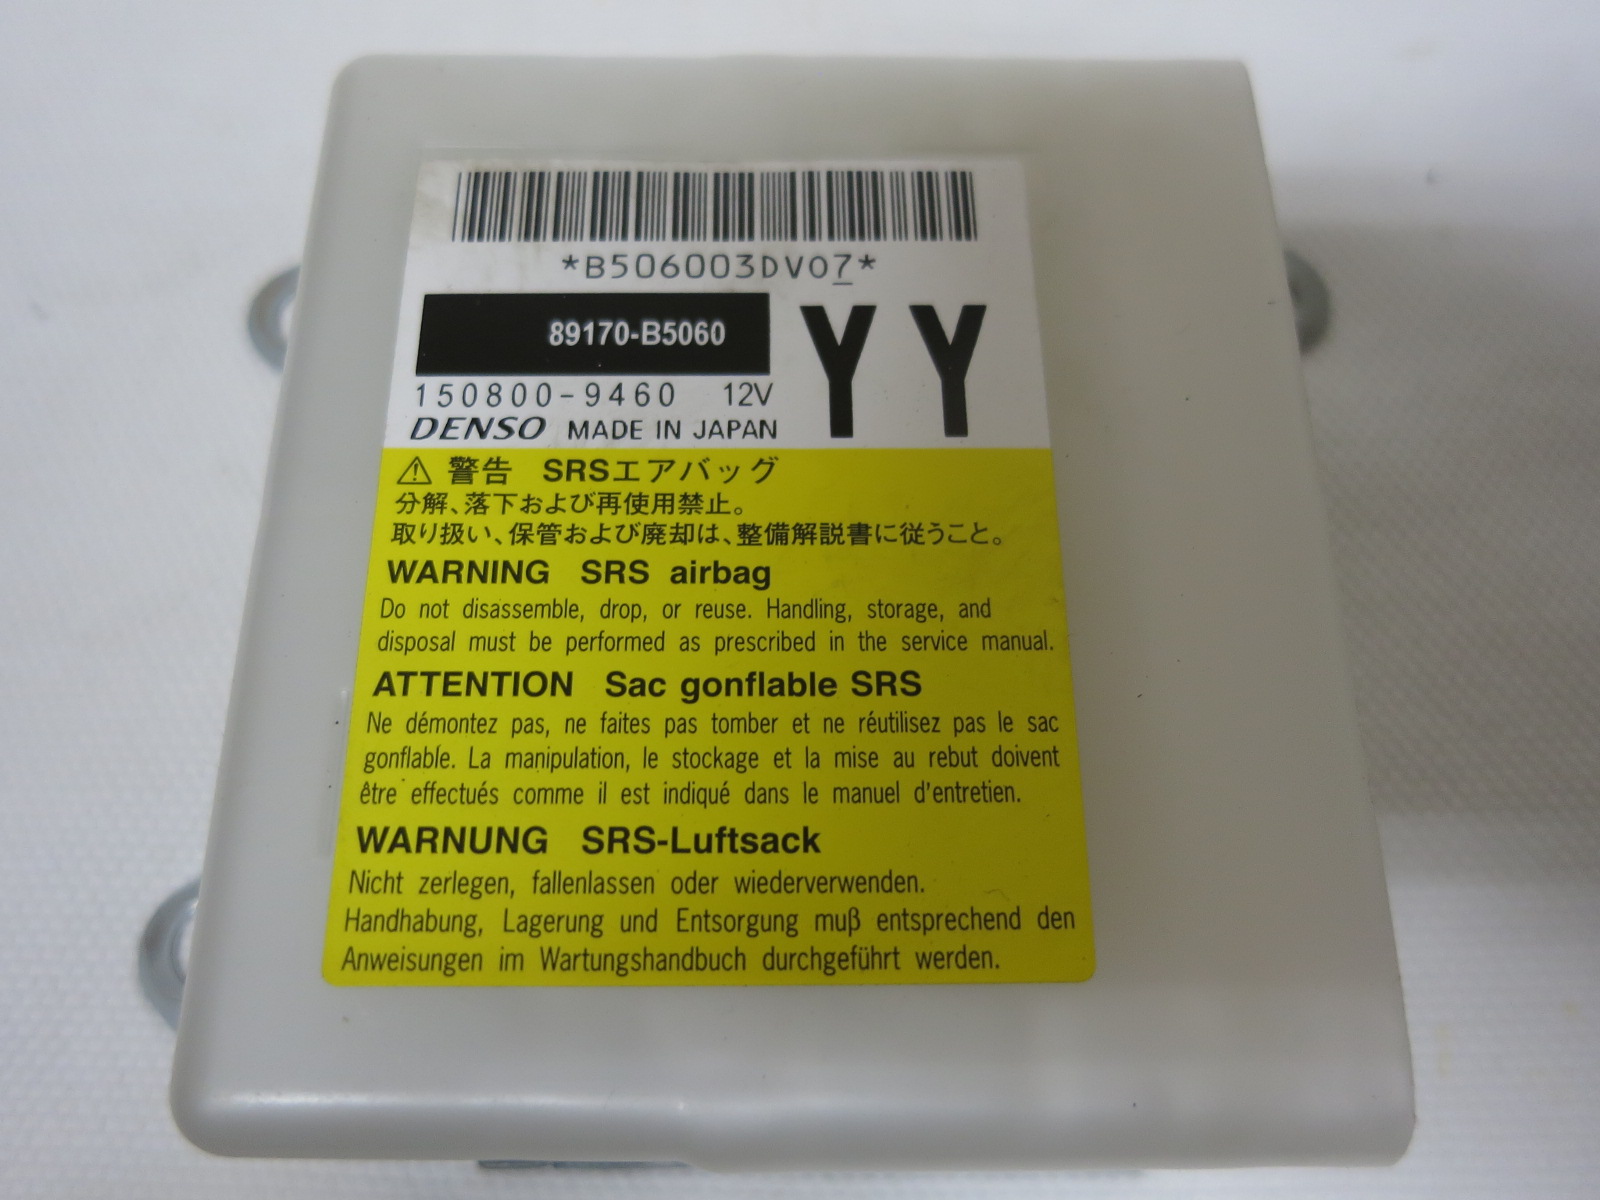 *B506003DV07*
89170-B5060
YY
150800-9460 12V
DENSO MADE IN JAPAN
⚠ 警告 SRSエアバッグ
分解、落下および再使用禁止。
取り扱い、保管および廃却は、整備解説書に従うこと。
WARNING SRS airbag
Do not disassemble, drop, or reuse. Handling, storage, and
disposal must be performed as prescribed in the service manual.
ATTENTION Sac gonflable SRS
Ne démontez pas, ne faites pas tomber et ne réutilisez pas le sac
gonflable. La manipulation, le stockage et la mise au rebut doivent
être effectués comme il est indiqué dans le manuel d'entretien.
WARNUNG SRS-Luftsack
Nicht zerlegen, fallenlassen oder wiederverwenden.
Handhabung, Lagerung und Entsorgung muß entsprechend den
Anweisungen im Wartungshandbuch durchgeführt werden.